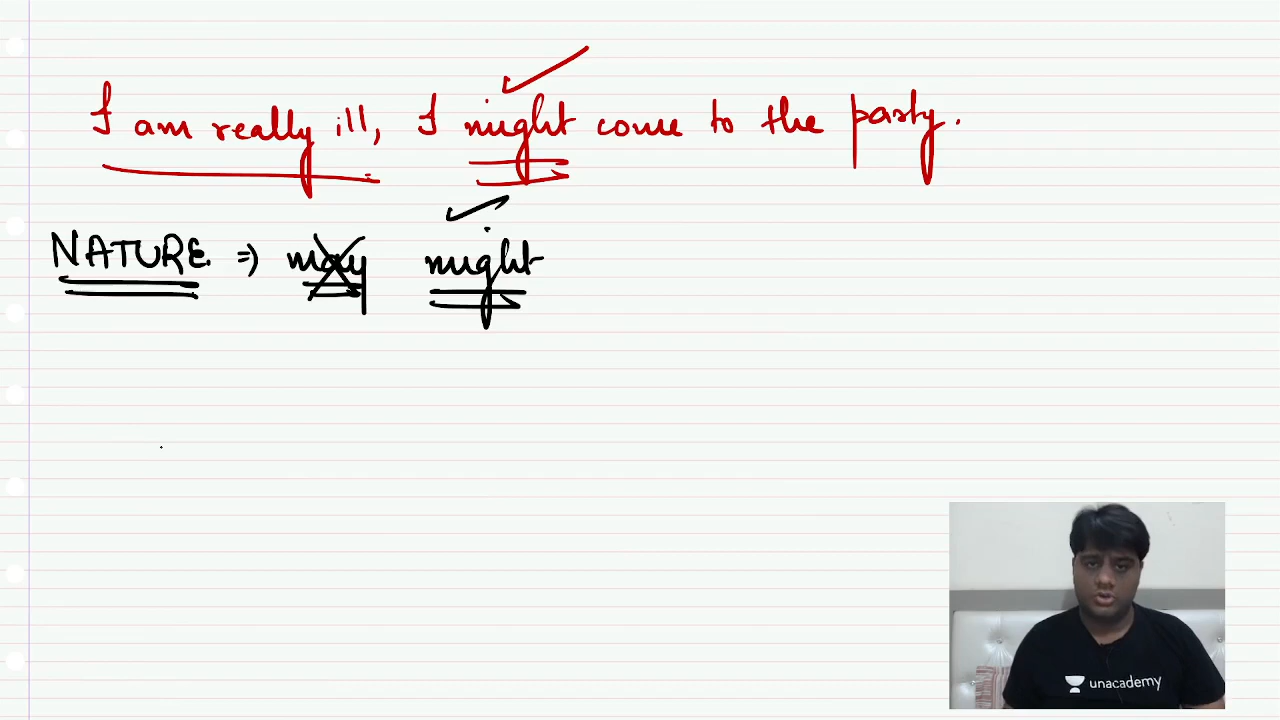 I am really ill, I might come to the party.
NATURE. => may might
unacademy